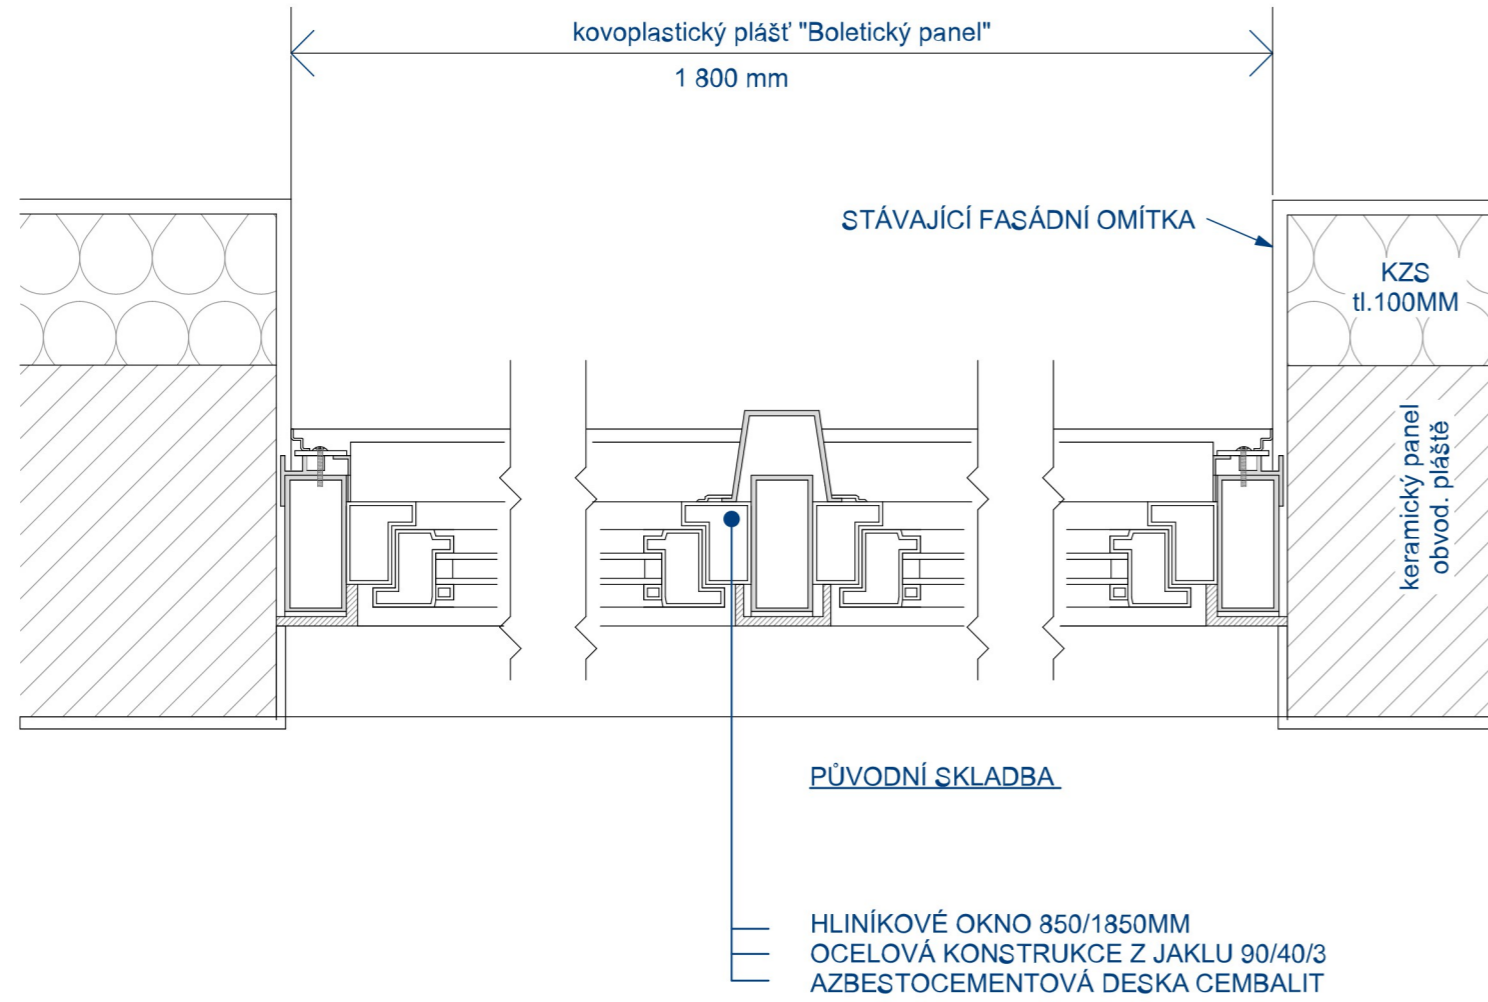 kovoplastický plášť "Boletický panel"
1 800 mm
STÁVAJÍCÍ FASÁDNÍ OMÍTKA
KZS
tl.100MM
keramický panel
obvod. pláště
PŮVODNÍ SKLADBA
HLINÍKOVÉ OKNO 850/1850MM
OCELOVÁ KONSTRUKCE Z JAKLU 90/40/3
AZBESTOCEMENTOVÁ DESKA CEMBALIT